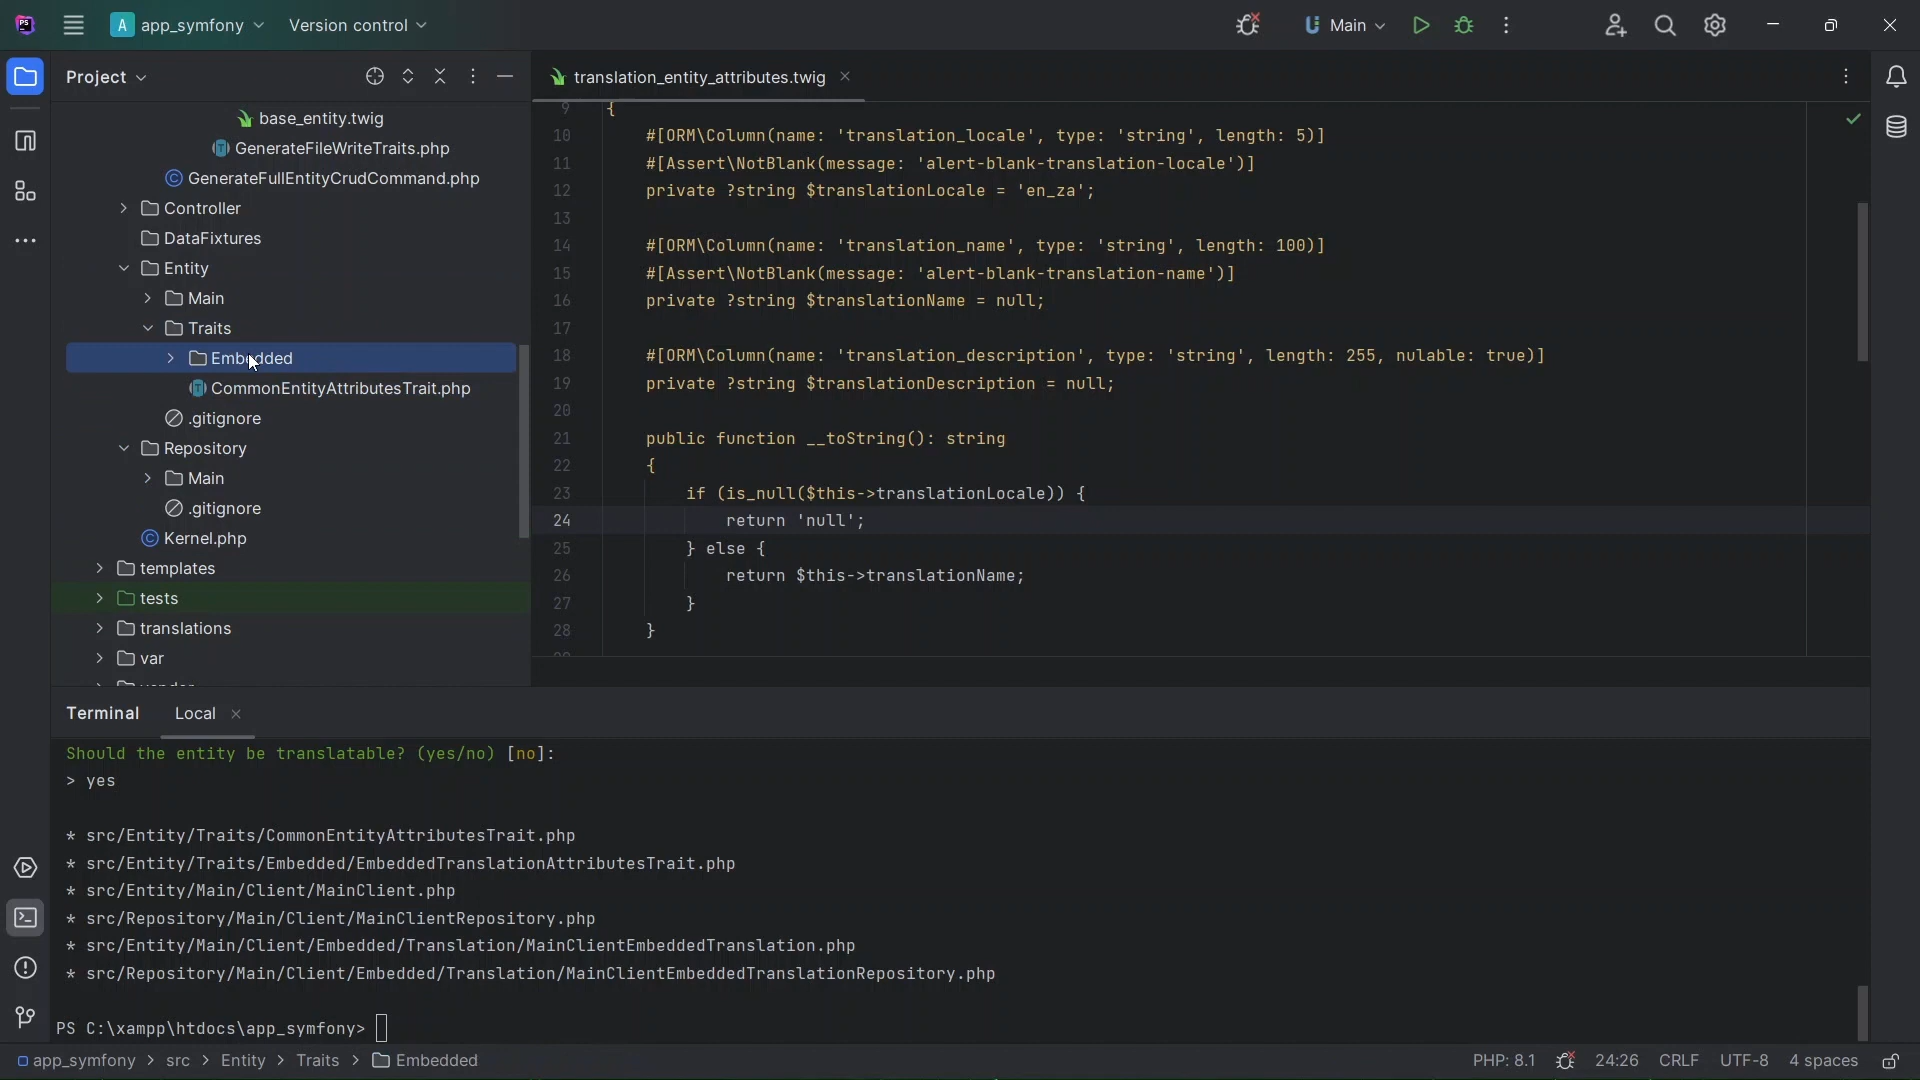 PS
A app_symfony
Version control
Main
Project
base_entity.twig
GenerateFileWriteTraits.php
GenerateFullEntityCrudCommand.php
Controller
DataFixtures
Entity
Main
Traits
Embedded
CommonEntityAttributesTrait.php
.gitignore
Repository
Main
.gitignore
Kernel.php
templates
tests
translations
var
translation_entity_attributes.twig
9 {
10 #[ORM\Column(name: 'translation_locale', type: 'string', length: 5)]
11 #[Assert\NotBlank(message: 'alert-blank-translation-locale')]
12 private ?string $translationLocale = 'en_za';
13
14 #[ORM\Column(name: 'translation_name', type: 'string', length: 100)]
15 #[Assert\NotBlank(message: 'alert-blank-translation-name')]
16 private ?string $translationName = null;
17
18 #[ORM\Column(name: 'translation_description', type: 'string', length: 255, nulable: true)]
19 private ?string $translationDescription = null;
20
21 public function __toString(): string
22 {
23 if (is_null($this->translationLocale)) {
24 return 'null';
25 } else {
26 return $this->translationName;
27 }
28 }
Terminal
Local
Should the entity be translatable? (yes/no) [no]:
> yes
* src/Entity/Traits/CommonEntityAttributesTrait.php
* src/Entity/Traits/Embedded/EmbeddedTranslationAttributesTrait.php
* src/Entity/Main/Client/MainClient.php
* src/Repository/Main/Client/MainClientRepository.php
* src/Entity/Main/Client/Embedded/Translation/MainClientEmbeddedTranslation.php
* src/Repository/Main/Client/Embedded/Translation/MainClientEmbeddedTranslationRepository.php
PS C:\xampp\htdocs\app_symfony>
app_symfony > src > Entity > Traits > Embedded
PHP: 8.1
24:26
CRLF
UTF-8
4 spaces